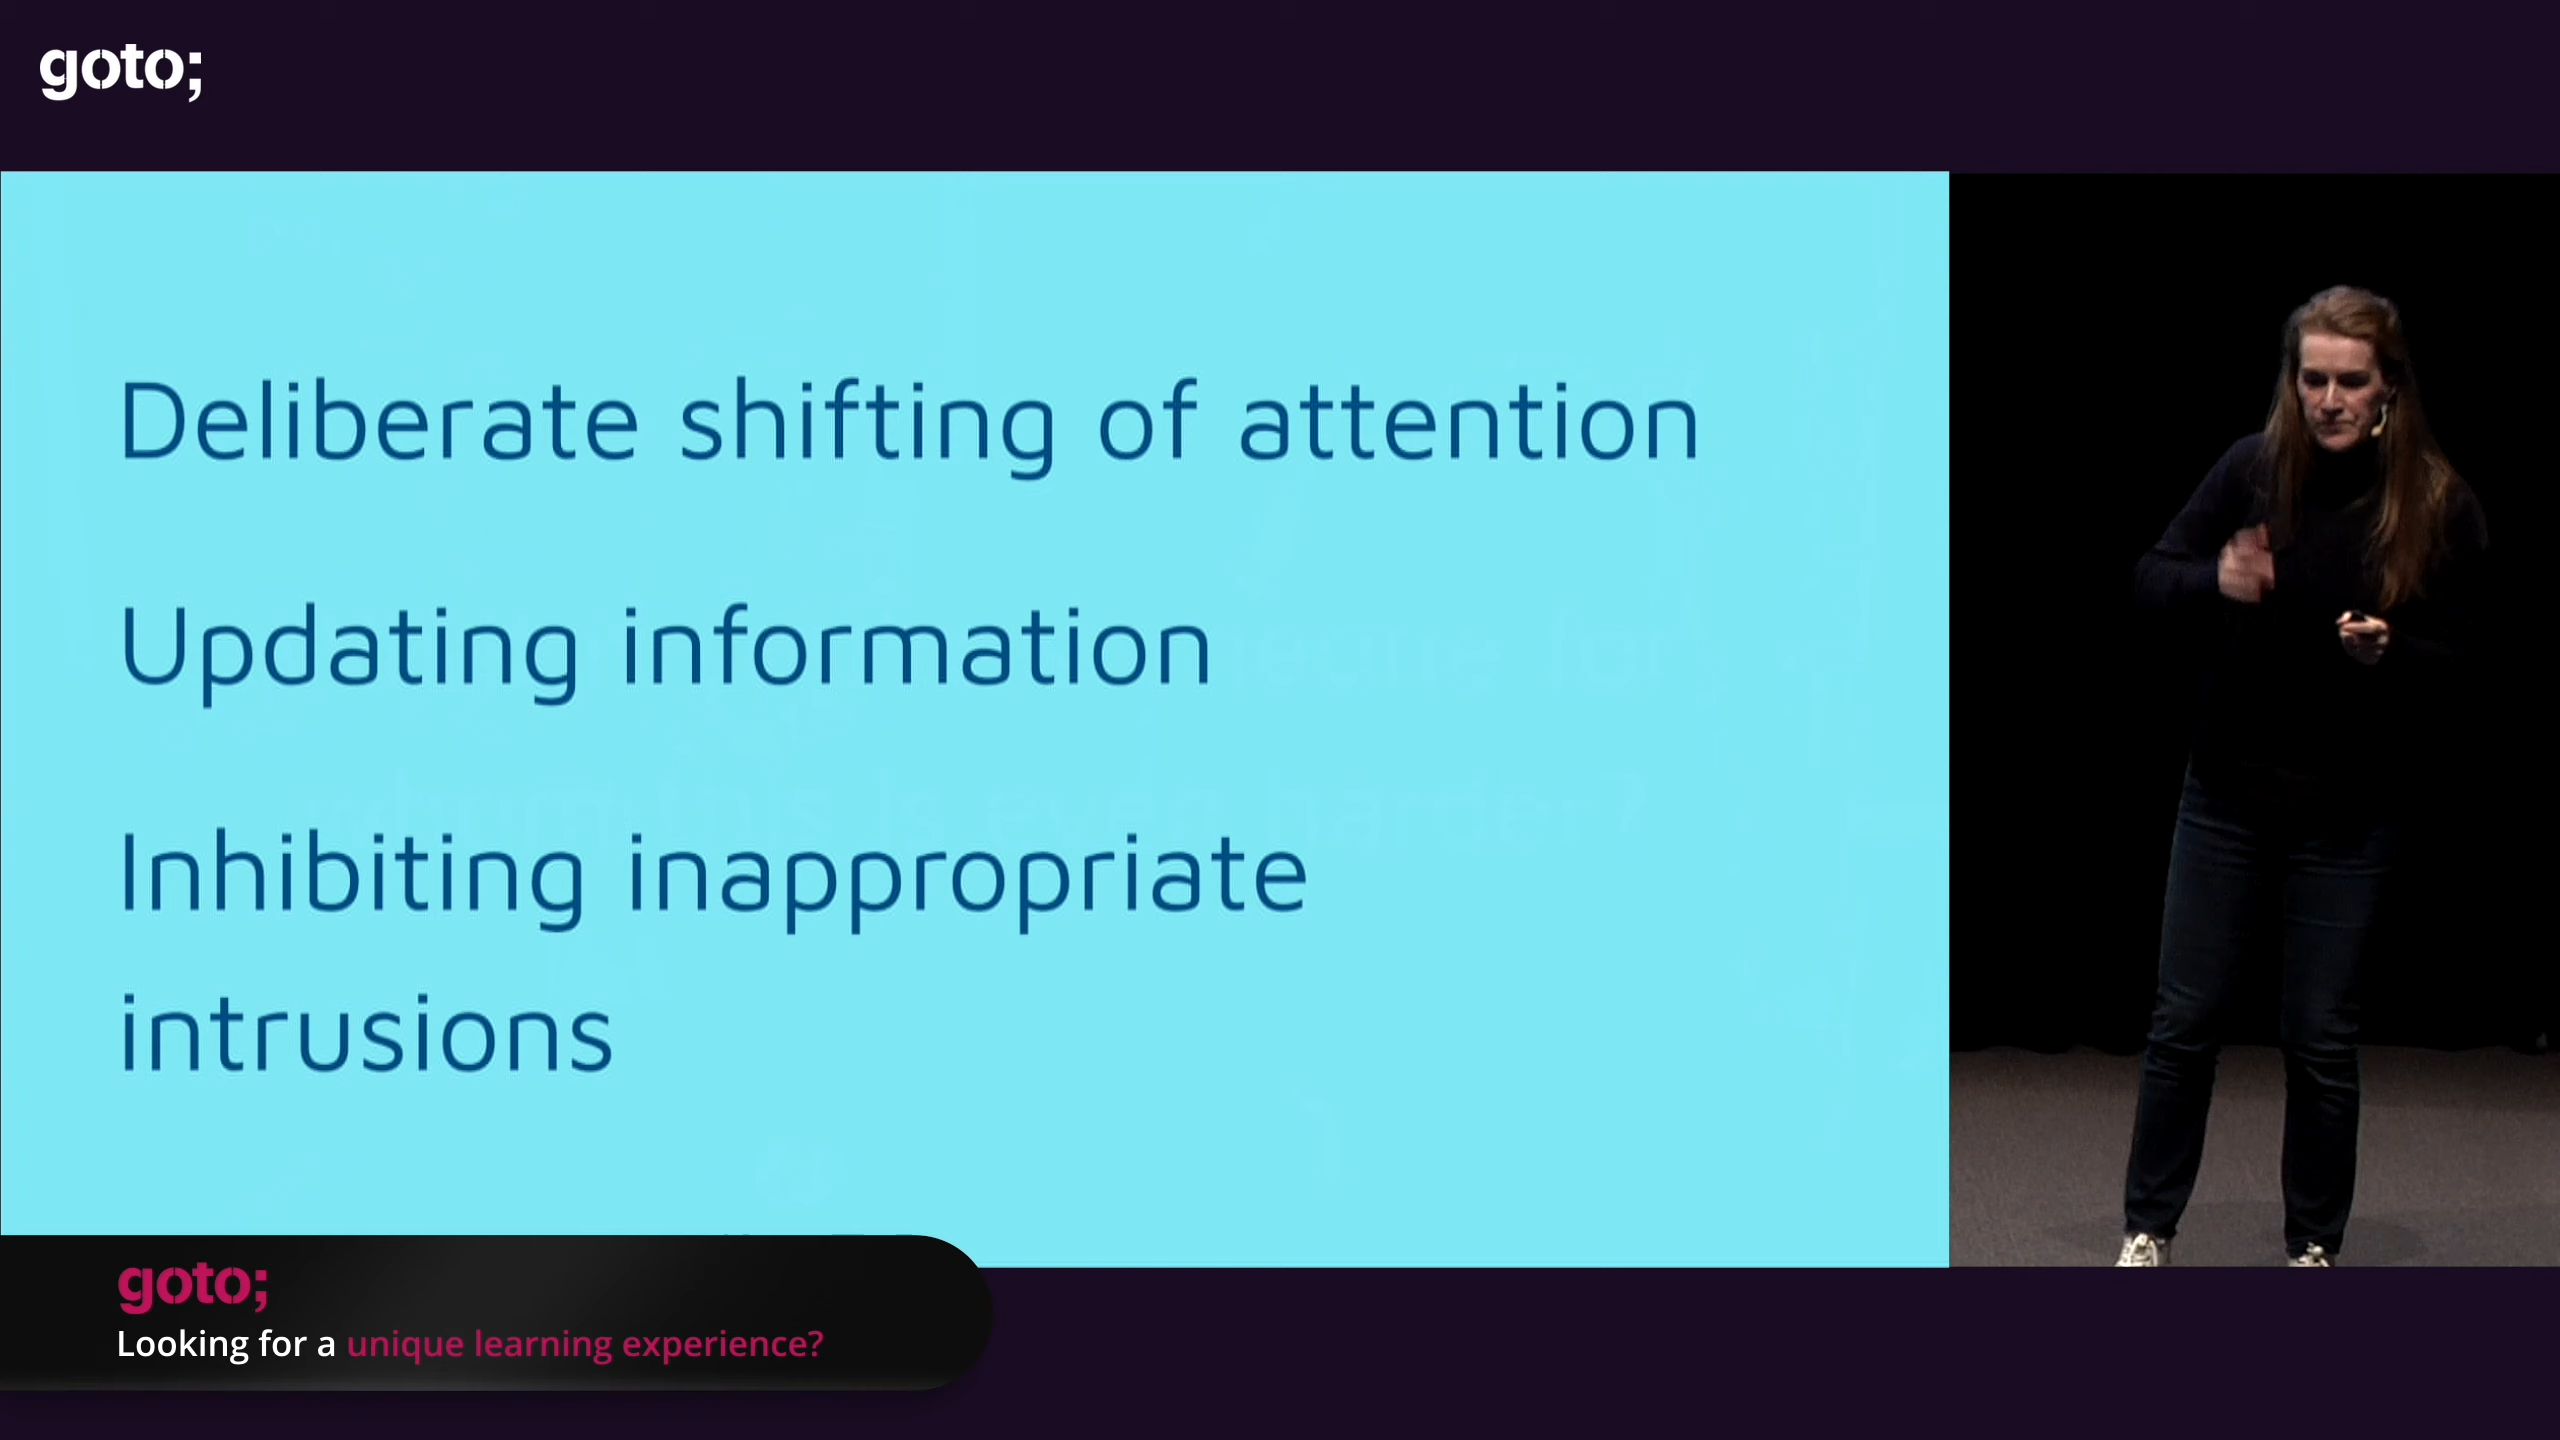 goto;
Deliberate shifting of attention
Updating information
Inhibiting inappropriate
intrusions
goto;
Looking for a unique learning experience?